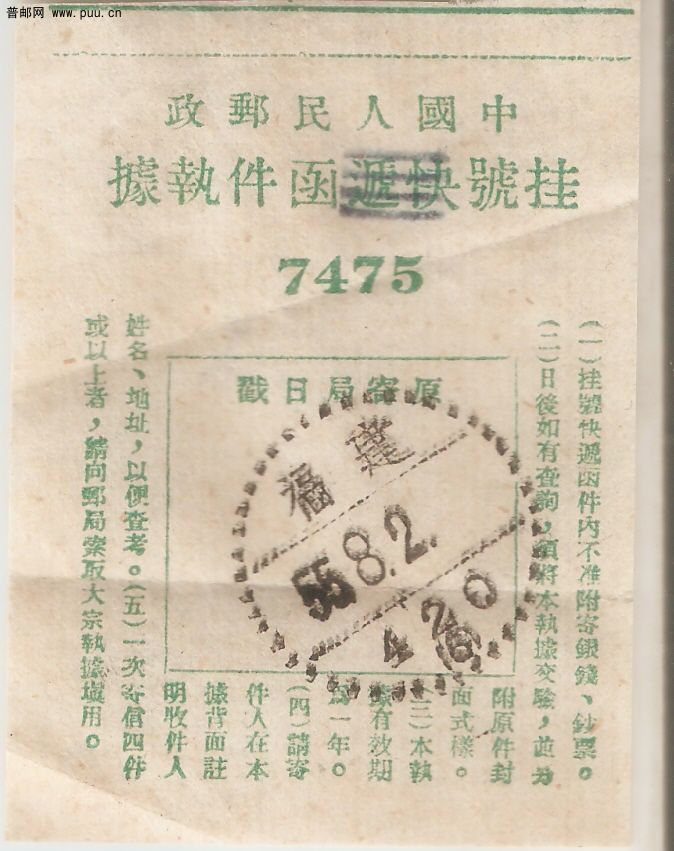 普邮网 www.puu.cn
中國人民郵政
挂號快遞函件執據
7475
(一)挂號快遞函件內不准附寄銀錢、鈔票。
(二)日後如有查詢,須將本執據交驗,並
附原件封
面式樣。
(三)本執
據有效期
為一年。
(四)請寄
件人在本
據背面註
明收件人
姓名、地址,以便查考。(五)一次寄信四件
或以上者,請向郵局索取大宗執據填用。
原寄局日戳
福建
55 8.2.